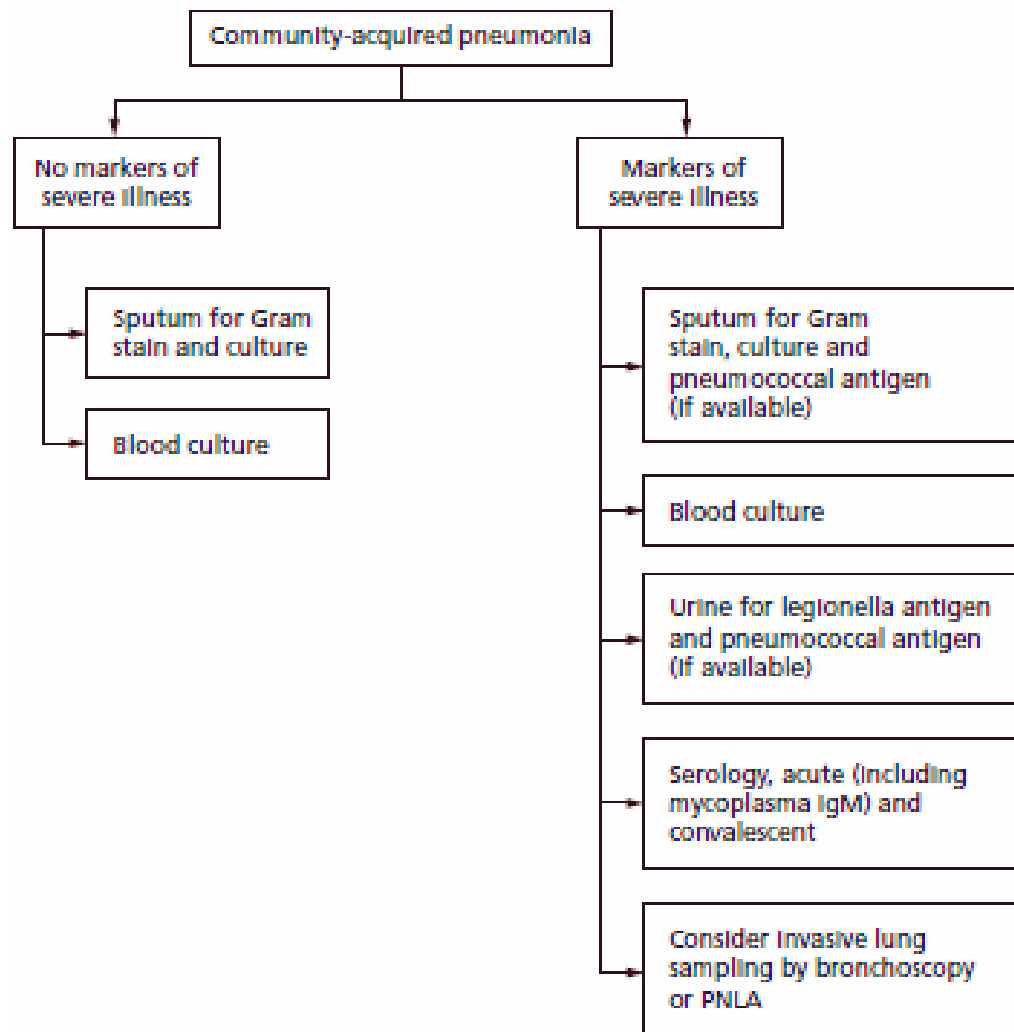 Community-acquired pneumonia
No markers of
severe illness
Markers of
severe illness
Sputum for Gram
stain and culture
Blood culture
Sputum for Gram
stain, culture and
pneumococcal antigen
(if available)
Blood culture
Urine for legionella antigen
and pneumococcal antigen
(if available)
Serology, acute (including
mycoplasma IgM) and
convalescent
Consider invasive lung
sampling by bronchoscopy
or PNLA